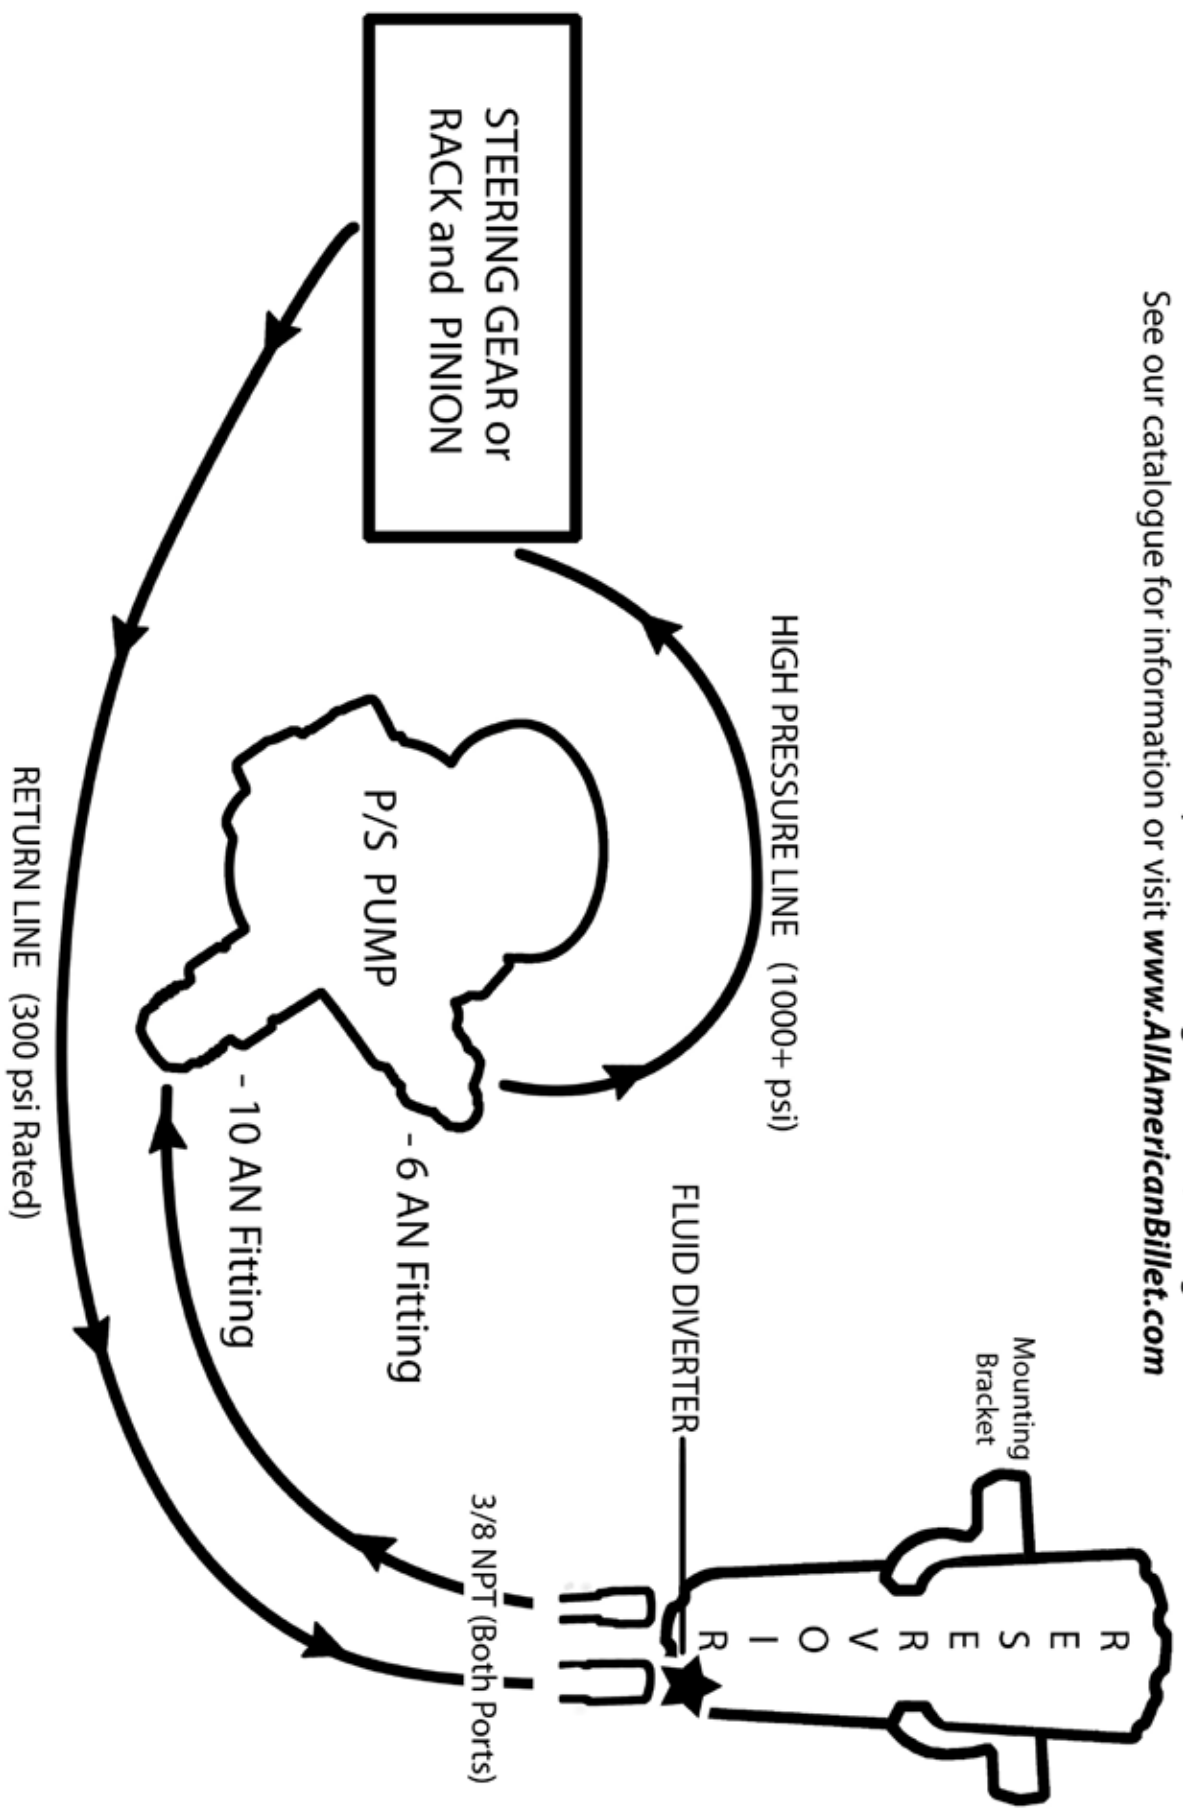 See our catalogue for information or visit www.AllAmericanBillet.com
Mounting
Bracket
RESERVOIR
HIGH PRESSURE LINE (1000+ psi)
FLUID DIVERTER
STEERING GEAR or
RACK and PINION
P/S PUMP
- 6 AN Fitting
3/8 NPT (Both Ports)
- 10 AN Fitting
RETURN LINE (300 psi Rated)